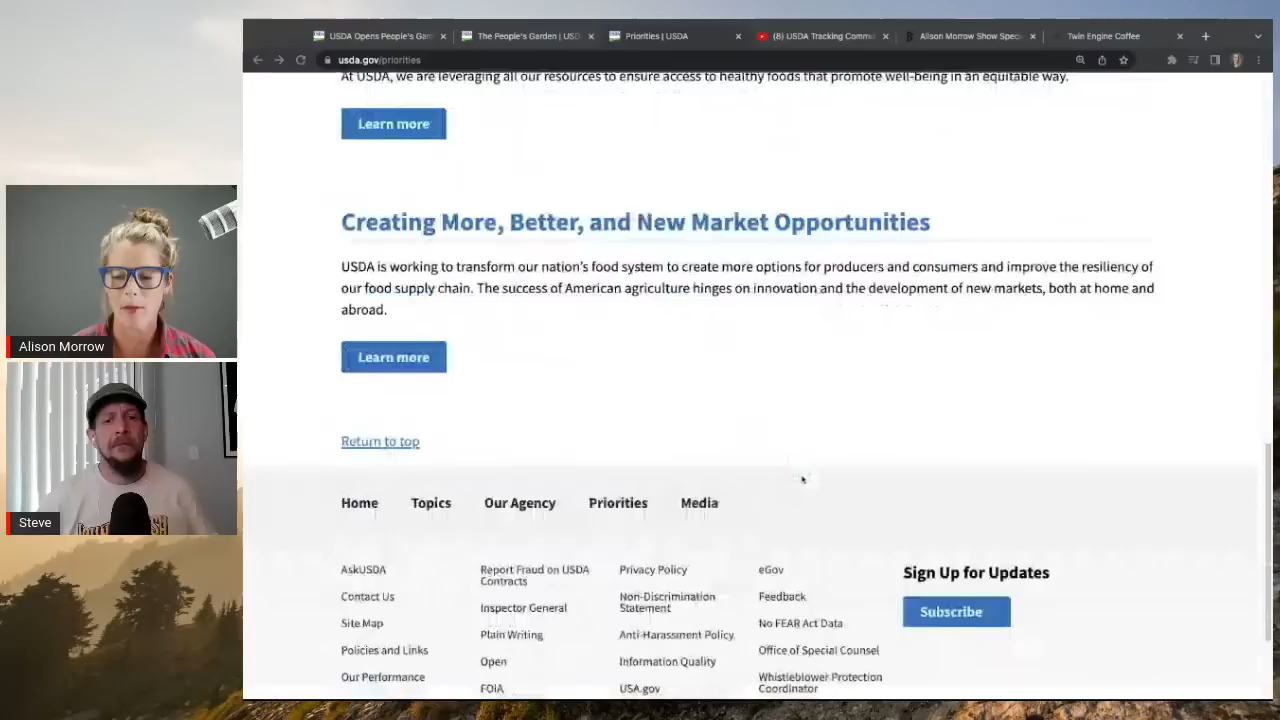 USDA Opens People's Gar
The People's Garden | USD
Priorities | USDA
(8) USDA Tracking Commu
Alison Morrow Show Speci
Twin Engine Coffee
usda.gov/priorities
At USDA, we are leveraging all our resources to ensure access to healthy foods that promote well-being in an equitable way.
Learn more
Creating More, Better, and New Market Opportunities
USDA is working to transform our nation's food system to create more options for producers and consumers and improve the resiliency of
our food supply chain. The success of American agriculture hinges on innovation and the development of new markets, both at home and
abroad.
Learn more
Return to top
Home Topics Our Agency Priorities Media
AskUSDA
Contact Us
Site Map
Policies and Links
Our Performance
Report Fraud on USDA
Contracts
Inspector General
Plain Writing
Open
FOIA
Privacy Policy
Non-Discrimination
Statement
Anti-Harassment Policy
Information Quality
USA.gov
eGov
Feedback
No FEAR Act Data
Office of Special Counsel
Whistleblower Protection
Coordinator
Sign Up for Updates
Subscribe
Alison Morrow
Steve